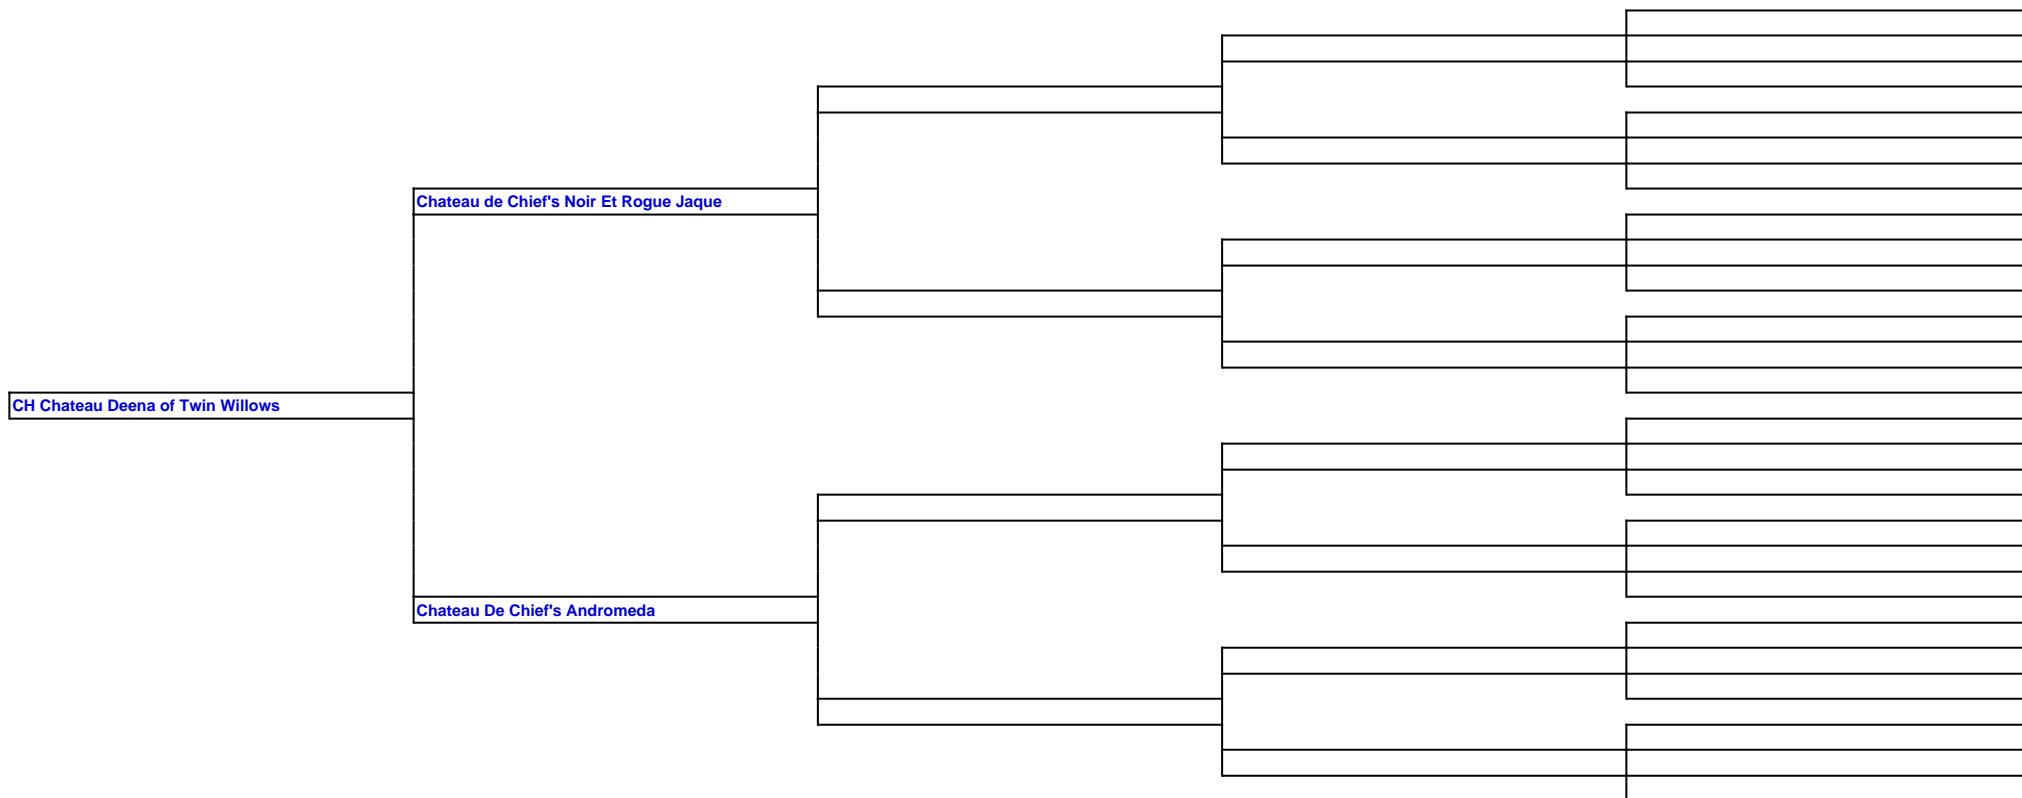 Chateau de Chief's Noir Et Rogue Jaque
CH Chateau Deena of Twin Willows
Chateau De Chief's Andromeda